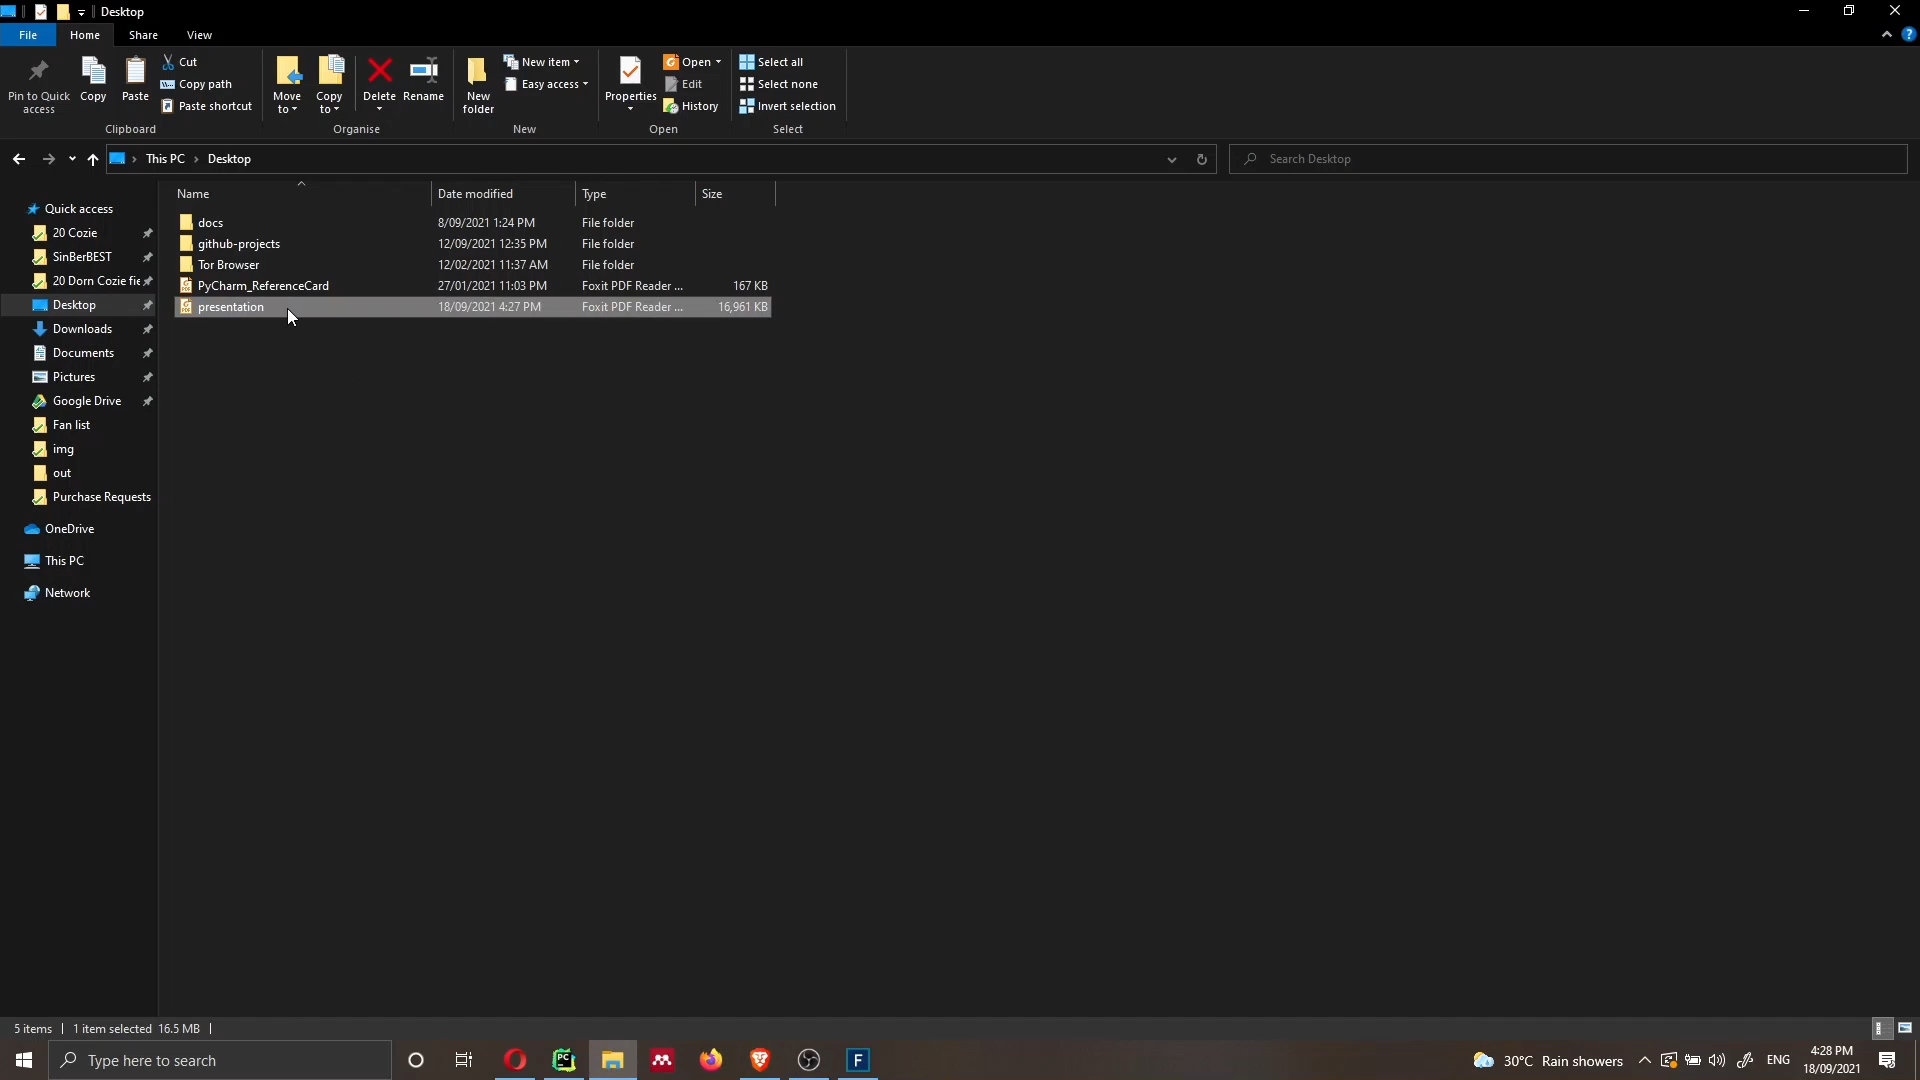 Desktop
File Home Share View
Pin to Quick access
Copy
Paste
Cut
Copy path
Paste shortcut
Clipboard
Move to
Copy to
Delete
Rename
Organise
New folder
New item
Easy access
New
Properties
Open
Edit
History
Open
Select all
Select none
Invert selection
Select
This PC Desktop
Search Desktop
Name Date modified Type Size
docs 8/09/2021 1:24 PM File folder
github-projects 12/09/2021 12:35 PM File folder
Tor Browser 12/02/2021 11:37 AM File folder
PyCharm_ReferenceCard 27/01/2021 11:03 PM Foxit PDF Reader ... 167 KB
presentation 18/09/2021 4:27 PM Foxit PDF Reader ... 16,961 KB
Quick access
20 Cozie
SinBerBEST
20 Dorn Cozie fie
Desktop
Downloads
Documents
Pictures
Google Drive
Fan list
img
out
Purchase Requests
OneDrive
This PC
Network
5 items 1 item selected 16.5 MB
Type here to search
PC
F
30°C Rain showers
ENG
4:28 PM
18/09/2021